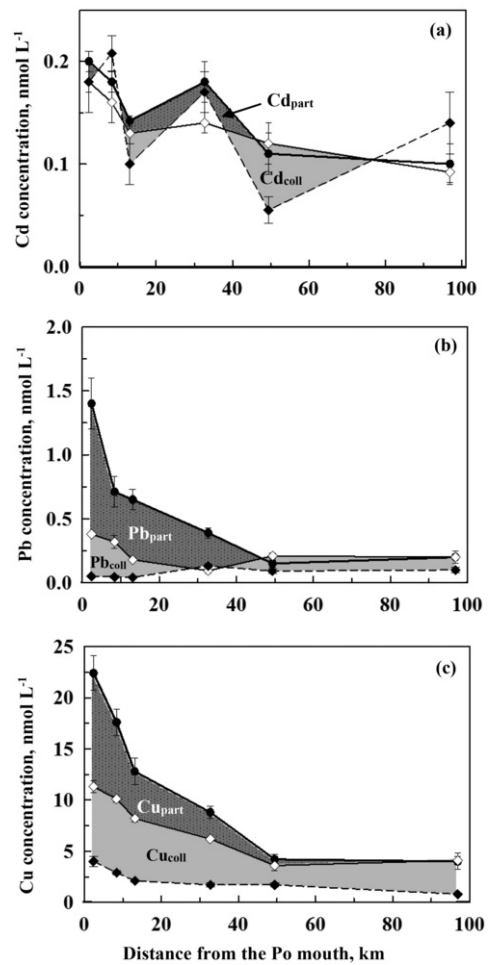 (a)
Cd concentration, nmol L-1
0.2
0.1
0.0
Cdpart
Cdcoll
0
20
40
60
80
100
(b)
Pb concentration, nmol L-1
2.0
1.5
1.0
0.5
0.0
Pbpart
Pbcoll
0
20
40
60
80
100
(c)
Cu concentration, nmol L-1
25
20
15
10
5
0
Cupart
Cucoll
0
20
40
60
80
100
Distance from the Po mouth, km